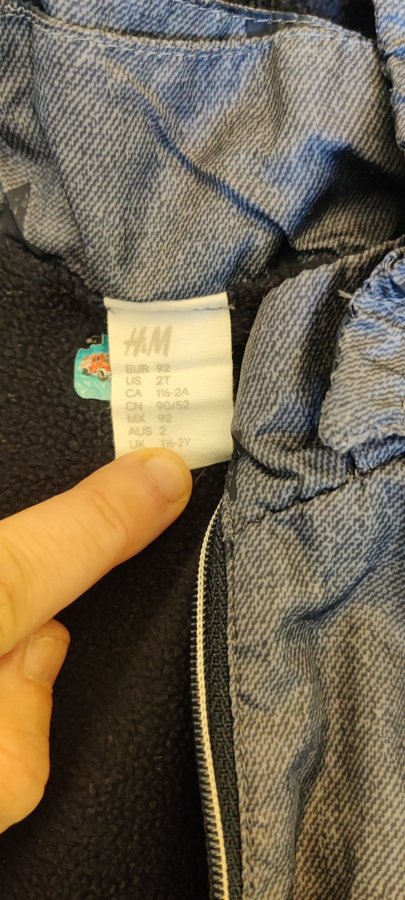 H&M
EUR 92
US 2T
CA 1½-2A
CN 90/52
MX 92
AUS 2
UK 1½-2Y